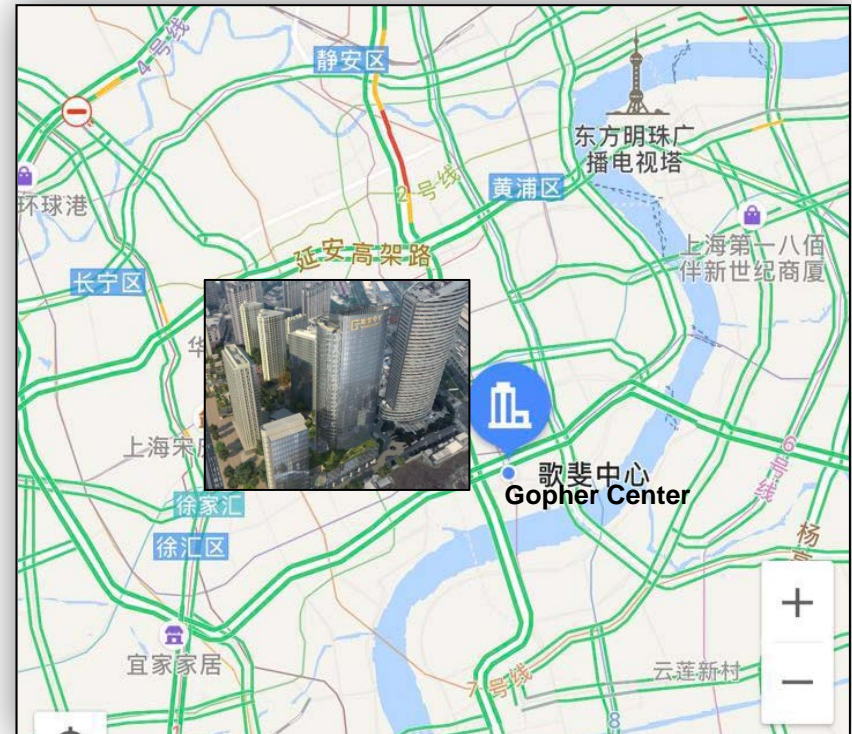 4号线
静安区
东方明珠广
播电视塔
2号线
黄浦区
环球港
上海第一八佰
伴新世纪商厦
延安高架路
长宁区
华
上海宋庆
歌斐中心
Gopher Center
6号线
徐家汇
徐汇区
杨高
宜家家居
7号线
云莲新村
1
8